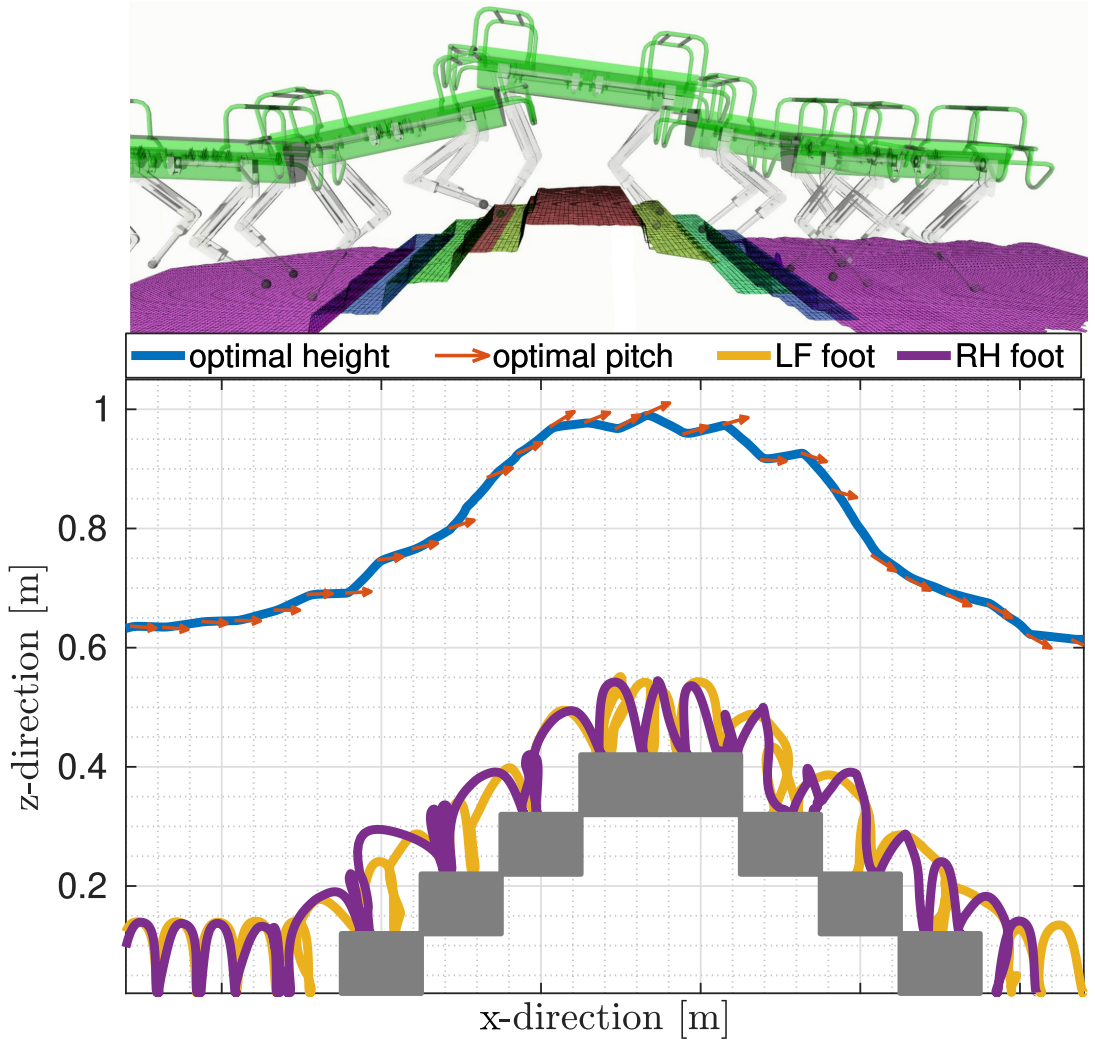 optimal height optimal pitch LF foot RH foot
1
0.8
0.6
0.4
0.2
z-direction [m]
x-direction [m]